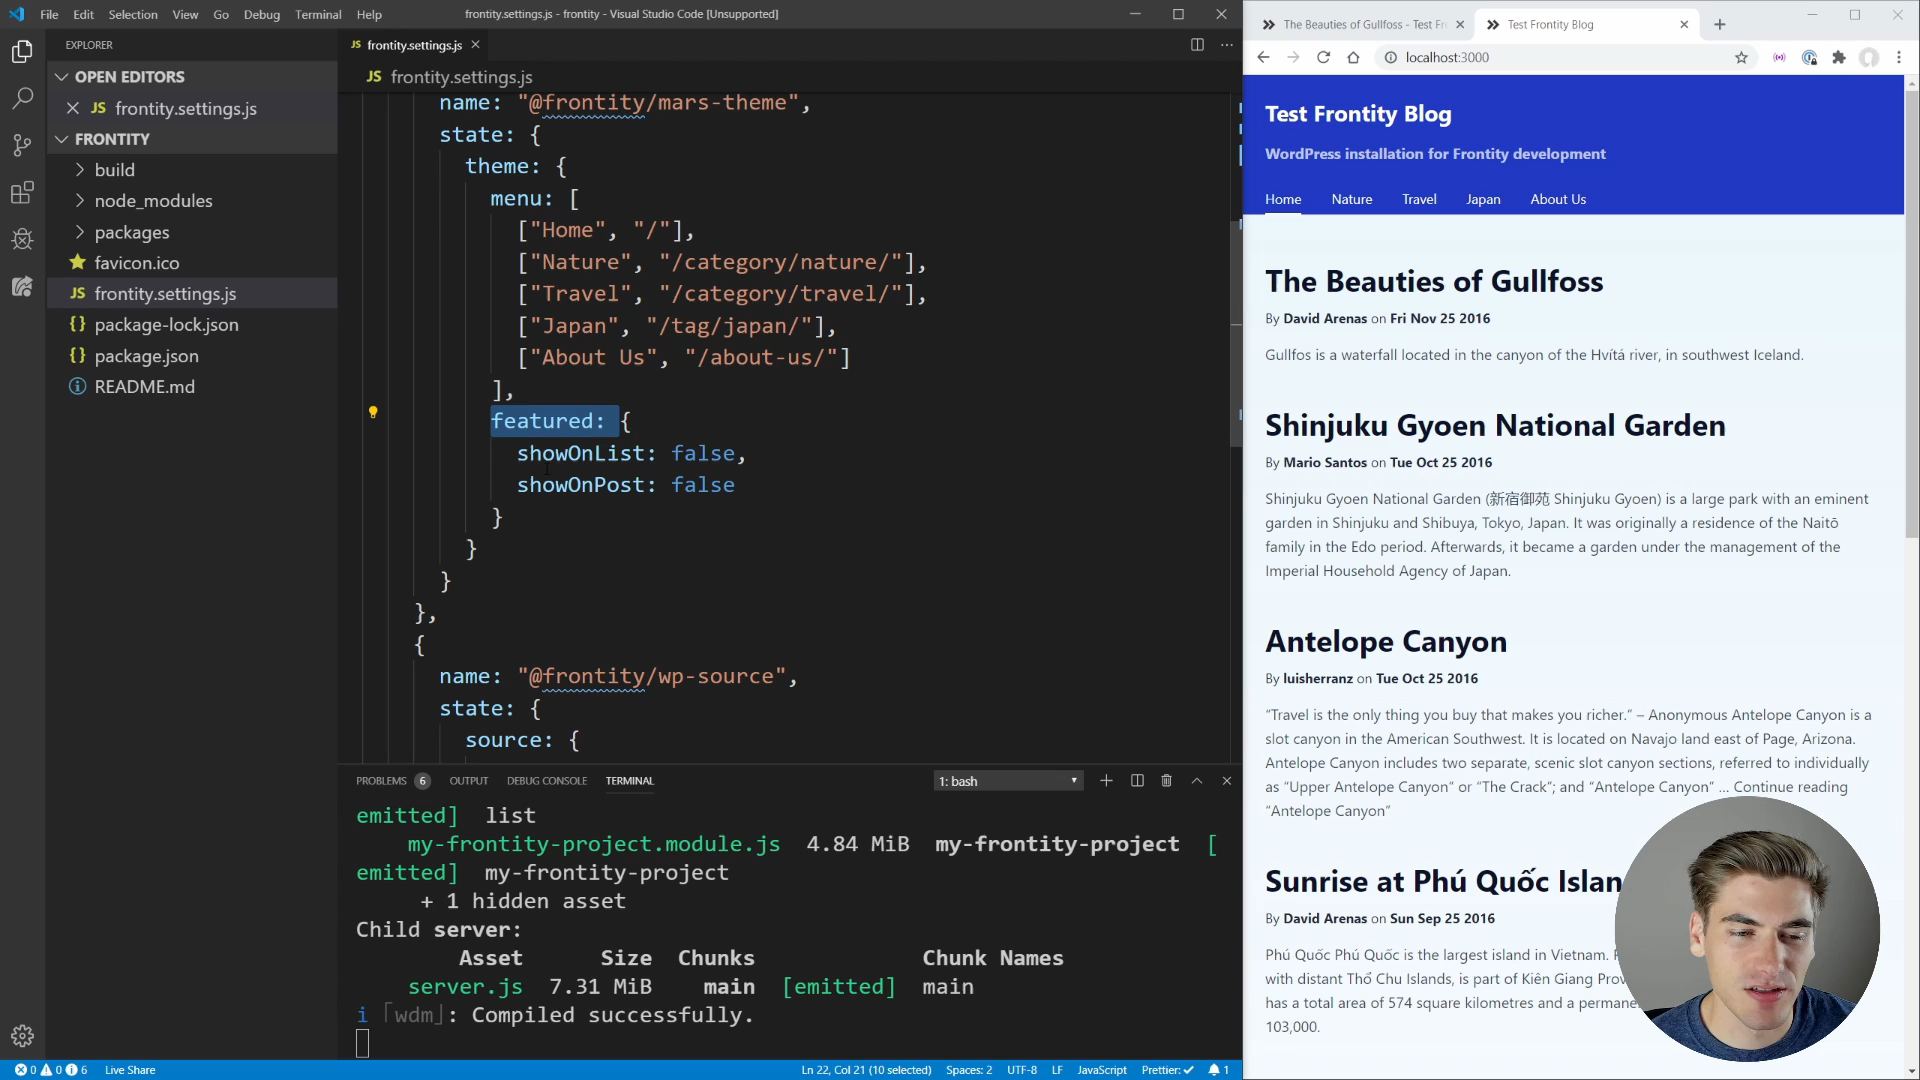 File Edit Selection View Go Debug Terminal Help
frontity.settings.js - frontity - Visual Studio Code [Unsupported]
EXPLORER
OPEN EDITORS
JS frontity.settings.js
FRONTITY
build
node_modules
packages
favicon.ico
JS frontity.settings.js
{} package-lock.json
{} package.json
README.md
JS frontity.settings.js
JS frontity.settings.js
name: "@frontity/mars-theme",
state: {
theme: {
menu: [
["Home", "/"],
["Nature", "/category/nature/"],
["Travel", "/category/travel/"],
["Japan", "/tag/japan/"],
["About Us", "/about-us/"]
],
featured: {
showOnList: false,
showOnPost: false
}
}
}
},
{
name: "@frontity/wp-source",
state: {
source: {
PROBLEMS 6 OUTPUT DEBUG CONSOLE TERMINAL
1: bash
emitted] list
my-frontity-project.module.js 4.84 MiB my-frontity-project [
emitted] my-frontity-project
+ 1 hidden asset
Child server:
Asset Size Chunks Chunk Names
server.js 7.31 MiB main [emitted] main
i ｢wdm｣: Compiled successfully.
0 0 6 Live Share
Ln 22, Col 21 (10 selected) Spaces: 2 UTF-8 LF JavaScript Prettier: ✓ 1
The Beauties of Gullfoss - Test Fr
Test Frontity Blog
localhost:3000
Test Frontity Blog
WordPress installation for Frontity development
Home Nature Travel Japan About Us
The Beauties of Gullfoss
By David Arenas on Fri Nov 25 2016
Gullfos is a waterfall located in the canyon of the Hvítá river, in southwest Iceland.
Shinjuku Gyoen National Garden
By Mario Santos on Tue Oct 25 2016
Shinjuku Gyoen National Garden (新宿御苑 Shinjuku Gyoen) is a large park with an eminent
garden in Shinjuku and Shibuya, Tokyo, Japan. It was originally a residence of the Naitō
family in the Edo period. Afterwards, it became a garden under the management of the
Imperial Household Agency of Japan.
Antelope Canyon
By luisherranz on Tue Oct 25 2016
“Travel is the only thing you buy that makes you richer.” – Anonymous Antelope Canyon is a
slot canyon in the American Southwest. It is located on Navajo land east of Page, Arizona.
Antelope Canyon includes two separate, scenic slot canyon sections, referred to individually
as “Upper Antelope Canyon” or “The Crack”; and “Antelope Canyon” … Continue reading
“Antelope Canyon”
Sunrise at Phú Quốc Islan
By David Arenas on Sun Sep 25 2016
Phú Quốc Phú Quốc is the largest island in Vietnam.
with distant Thổ Chu Islands, is part of Kiên Giang Prov
has a total area of 574 square kilometres and a permane
103,000.